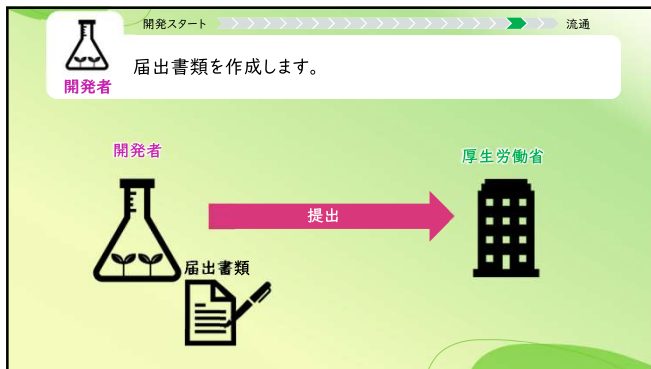 開発スタート
流通
開発者
届出書類を作成します。
開発者
厚生労働省
提出
届出書類